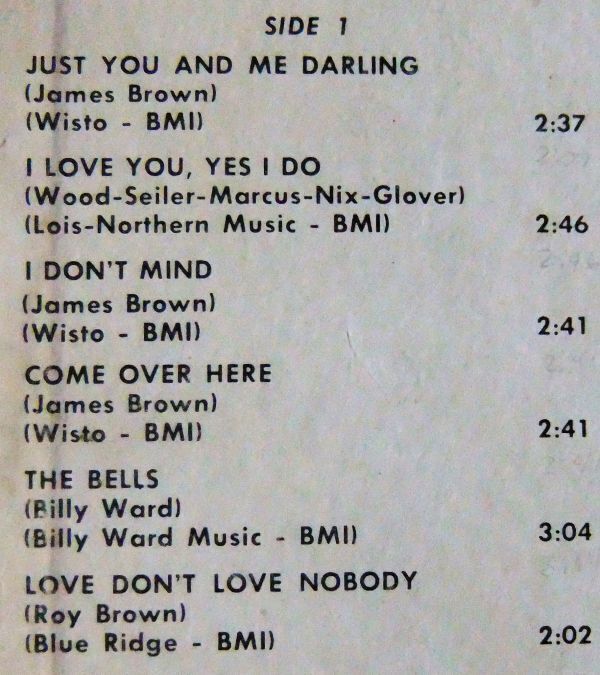 SIDE 1
JUST YOU AND ME DARLING
(James Brown)
(Wisto - BMI) 2:37
I LOVE YOU, YES I DO
(Wood-Seiler-Marcus-Nix-Glover)
(Lois-Northern Music - BMI) 2:46
I DON'T MIND
(James Brown)
(Wisto - BMI) 2:41
COME OVER HERE
(James Brown)
(Wisto - BMI) 2:41
THE BELLS
(Billy Ward)
(Billy Ward Music - BMI) 3:04
LOVE DON'T LOVE NOBODY
(Roy Brown)
(Blue Ridge - BMI) 2:02